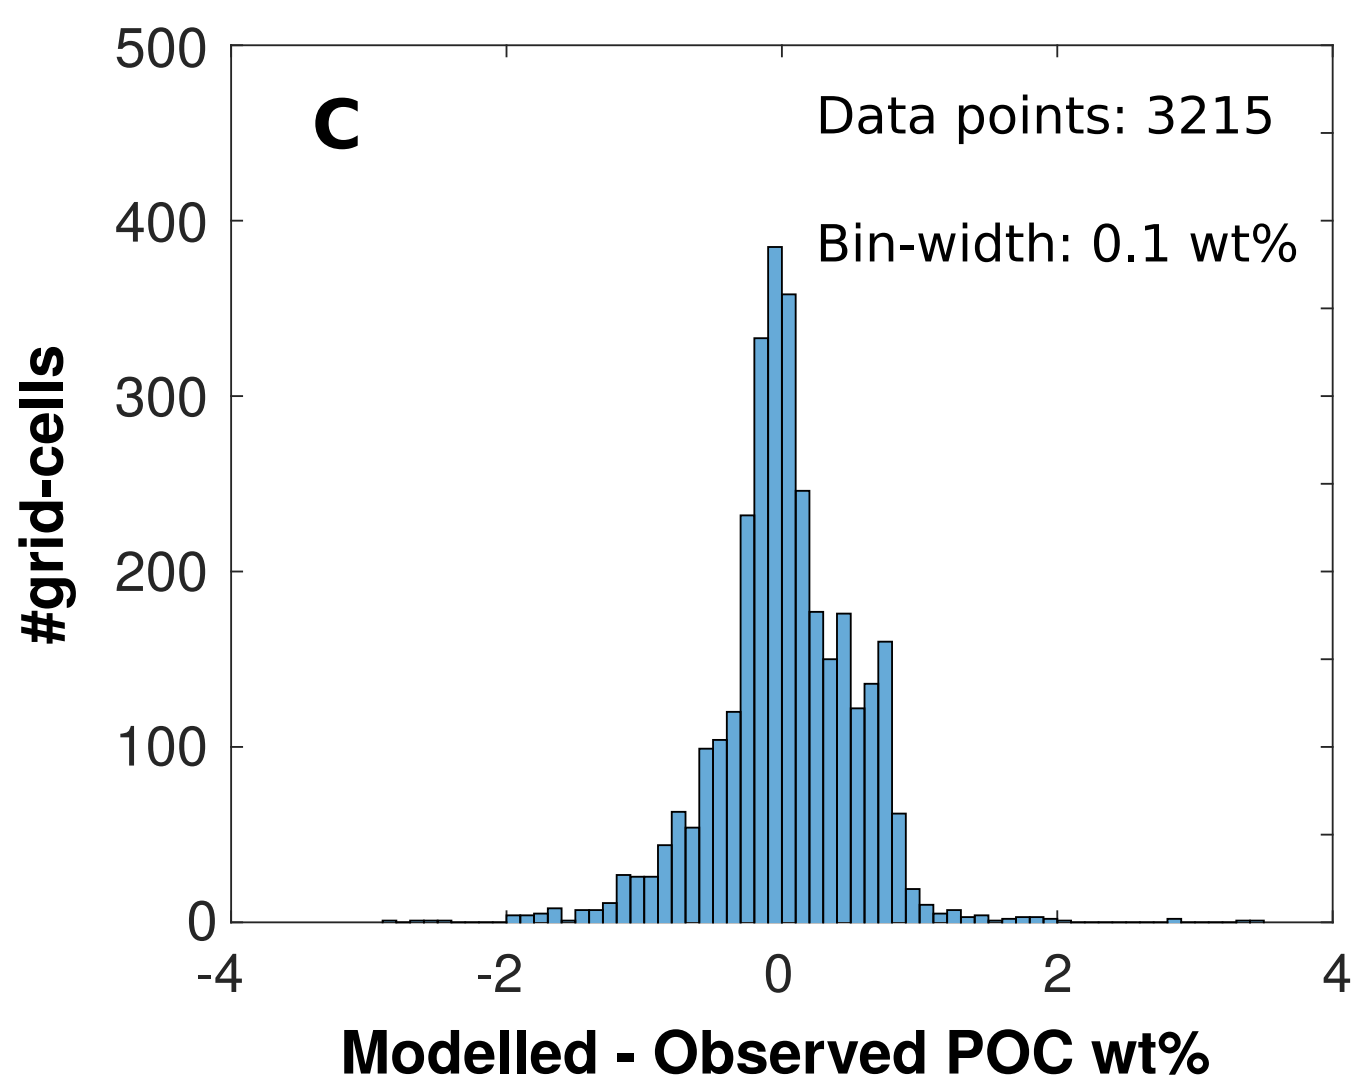 500
C
Data points: 3215
400
Bin-width: 0.1 wt%
300
#grid-cells
200
100
0
-4
-2
0
2
4
Modelled - Observed POC wt%